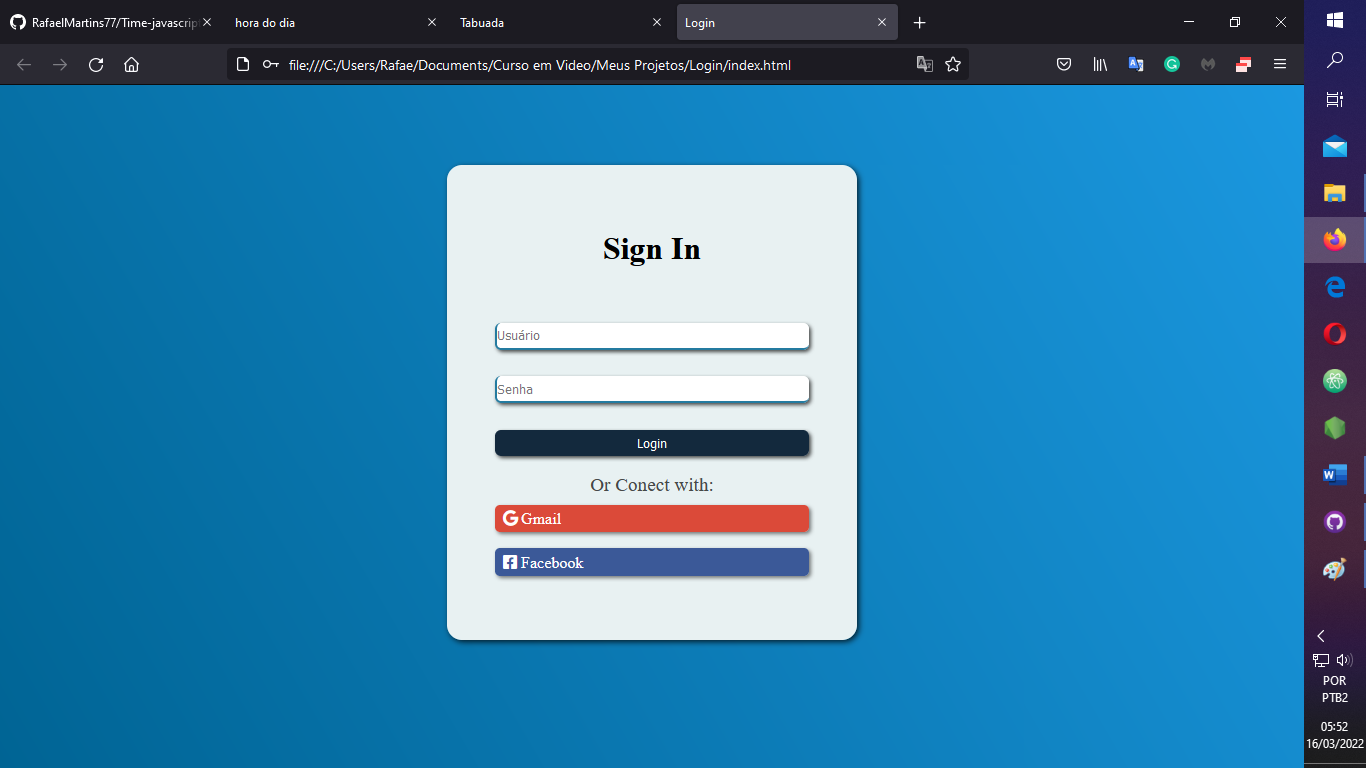 RafaelMartins77/Time-javascript
hora do dia
Tabuada
Login
file:///C:/Users/Rafae/Documents/Curso em Video/Meus Projetos/Login/index.html
Sign In
Usuário
Senha
Login
Or Conect with:
Gmail
Facebook
POR
PTB2
05:52
16/03/2022